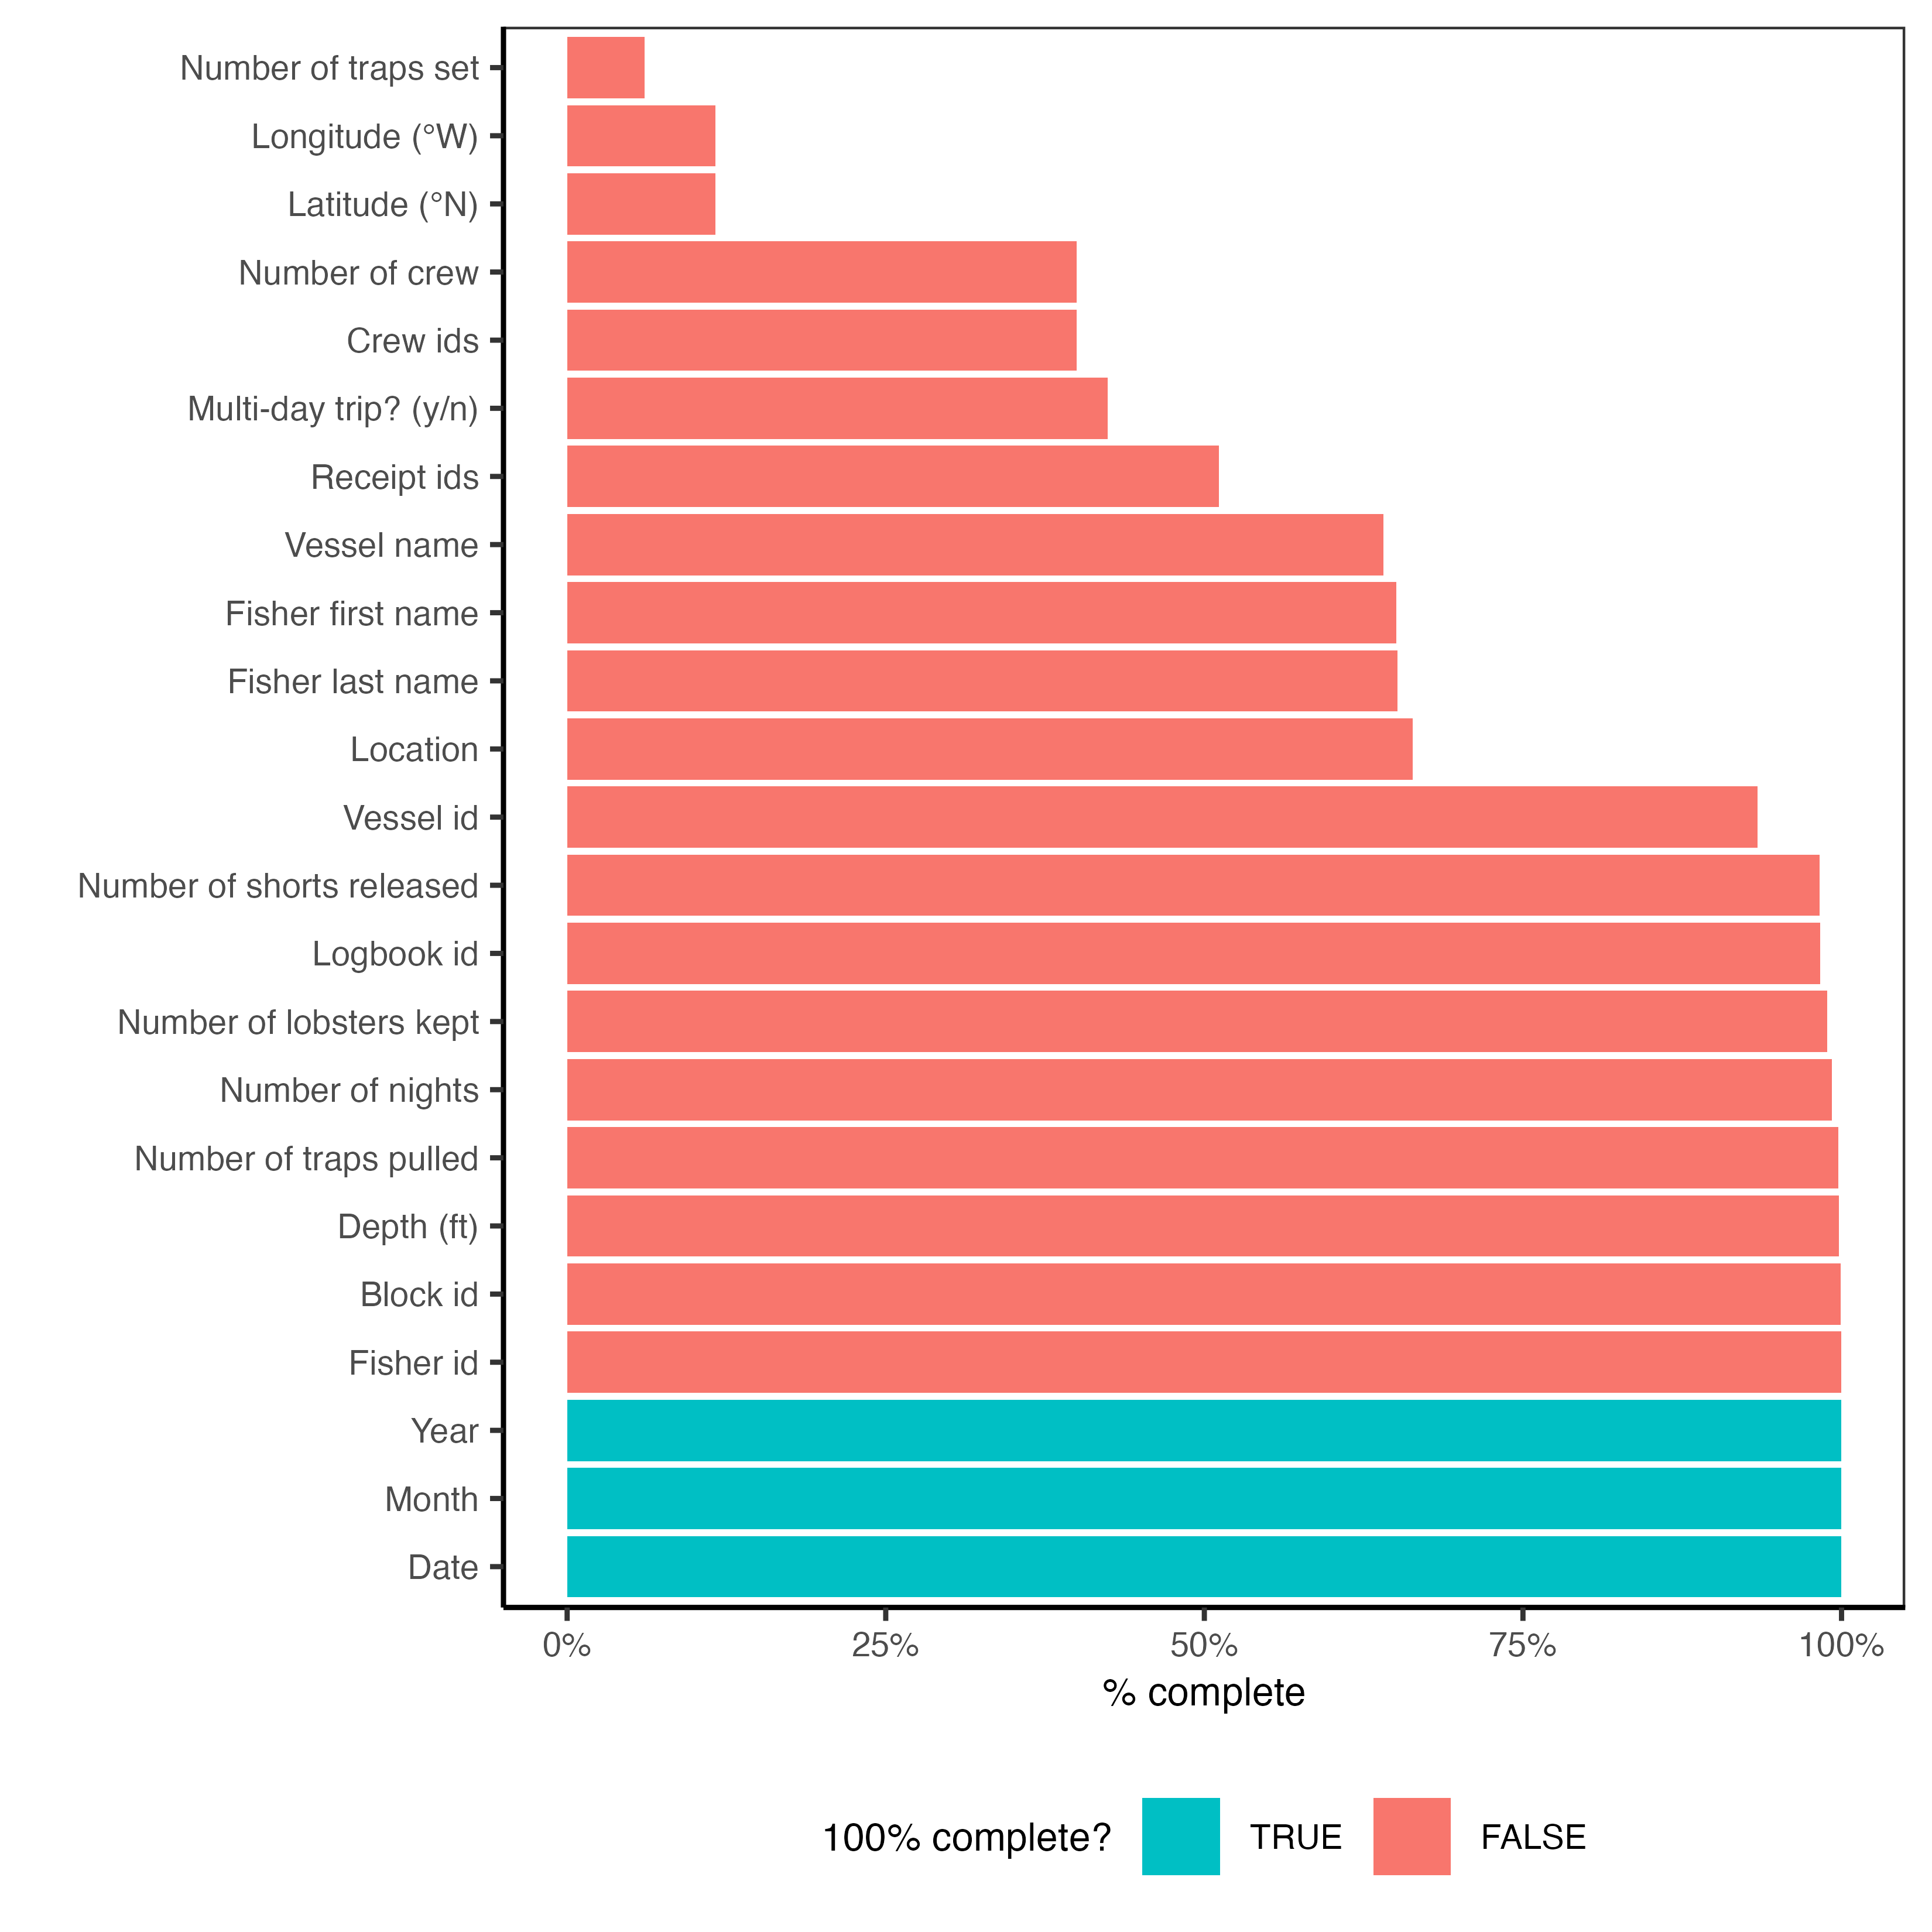 Number of traps set
Longitude (°W)
Latitude (°N)
Number of crew
Crew ids
Multi-day trip? (y/n)
Receipt ids
Vessel name
Fisher first name
Fisher last name
Location
Vessel id
Number of shorts released
Logbook id
Number of lobsters kept
Number of nights
Number of traps pulled
Depth (ft)
Block id
Fisher id
Year
Month
Date
0% 25% 50% 75% 100%
% complete
100% complete? TRUE FALSE